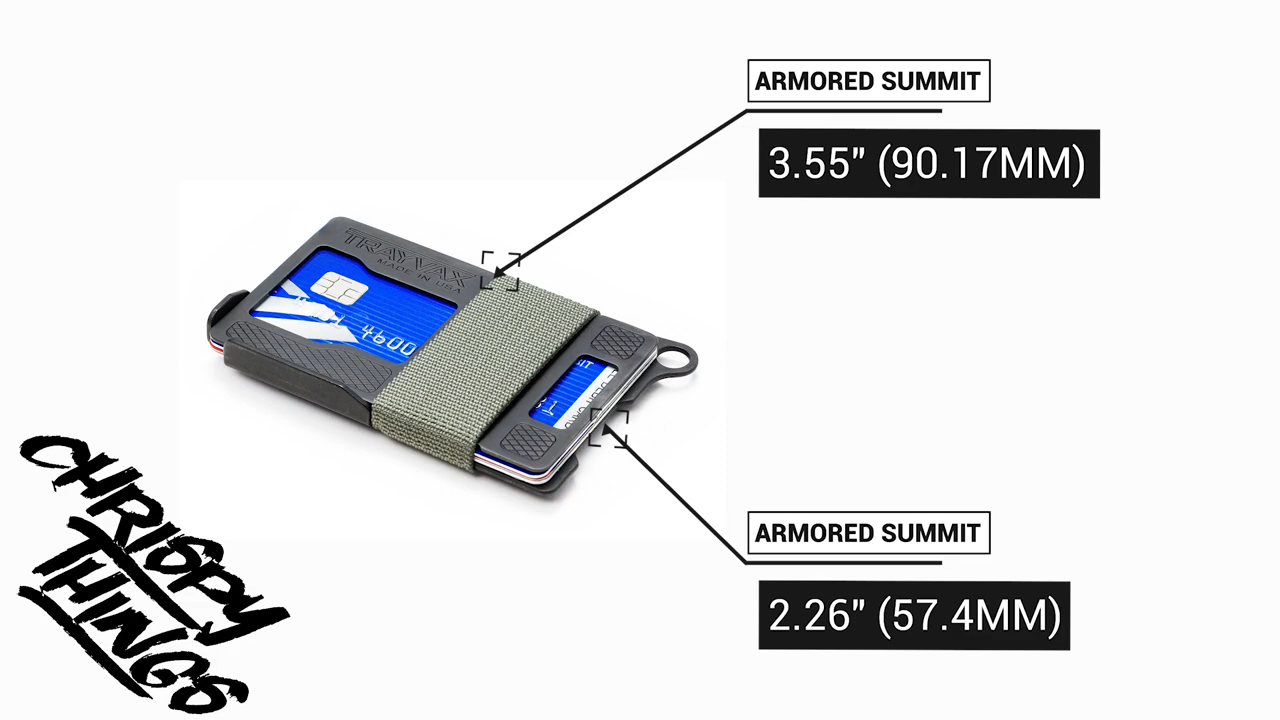 ARMORED SUMMIT
3.55" (90.17MM)
TRAYVAX
MADE IN USA
4600
ARMORED SUMMIT
2.26" (57.4MM)
CHRISPY
THINGS